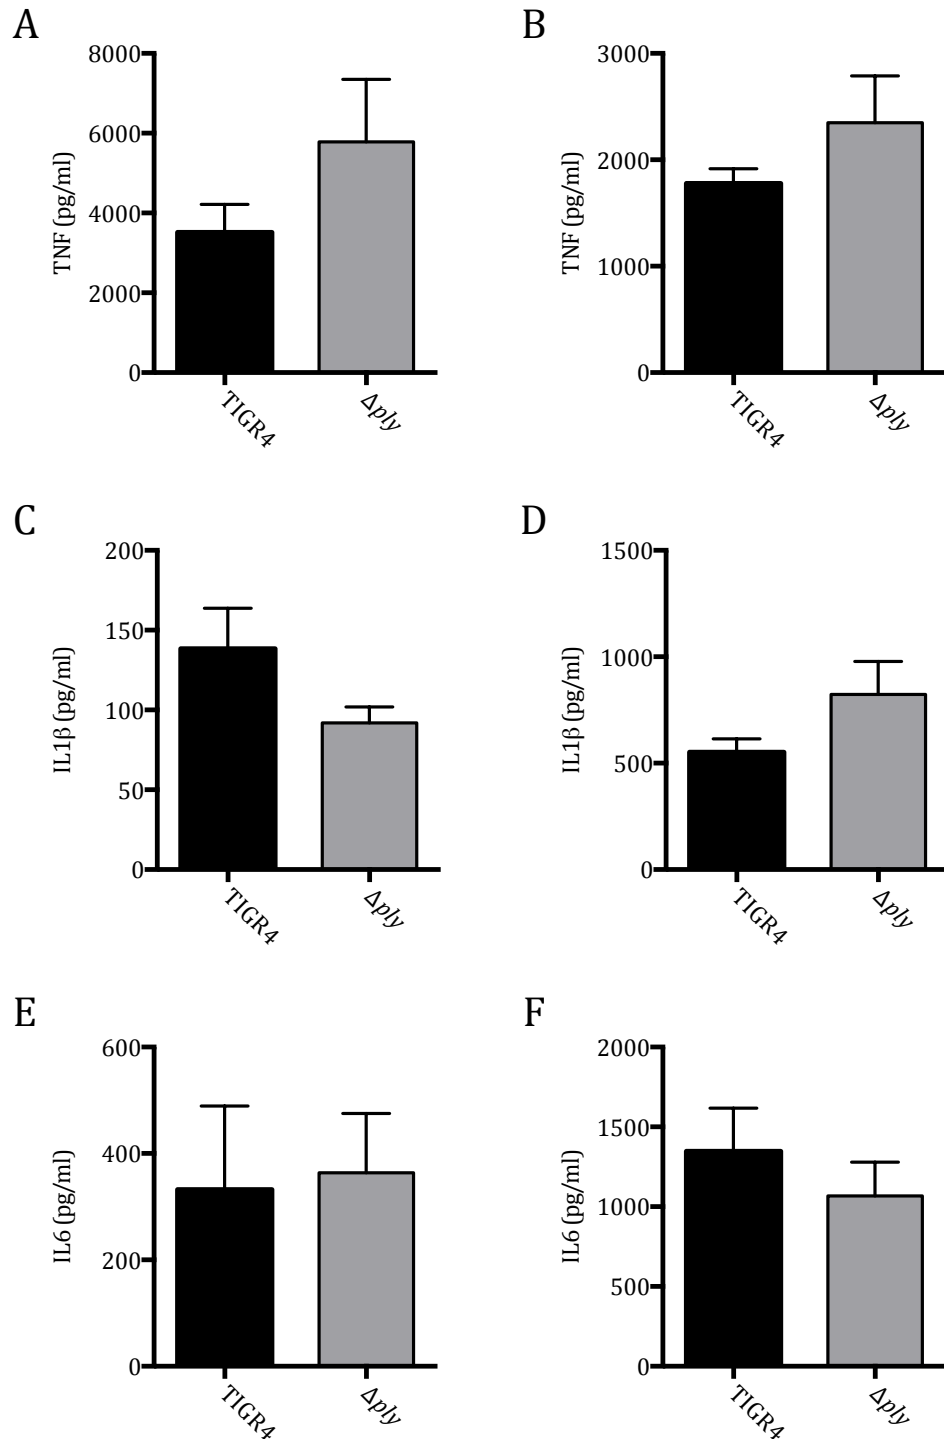 A
TNF (pg/ml)
8000
6000
4000
2000
0
TIGR4
Δply
B
TNF (pg/ml)
3000
2000
1000
0
TIGR4
Δply
C
IL1β (pg/ml)
200
150
100
50
0
TIGR4
Δply
D
IL1β (pg/ml)
1500
1000
500
0
TIGR4
Δply
E
IL6 (pg/ml)
600
400
200
0
TIGR4
Δply
F
IL6 (pg/ml)
2000
1500
1000
500
0
TIGR4
Δply